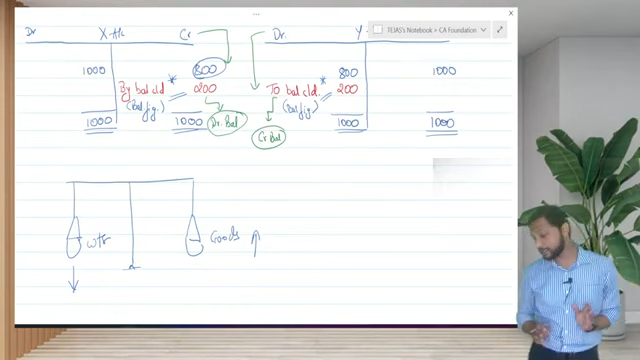 TEJAS's Notebook > CA Foundation
Dr X A/c Cr Dr. Y
1000 800 800 1000
By bal c/d * 200 To bal c/d. * 200
(Bal fig.) (Bal fig.)
1000 1000 1000 1000
Dr. Bal Cr Bal
Wts Goods